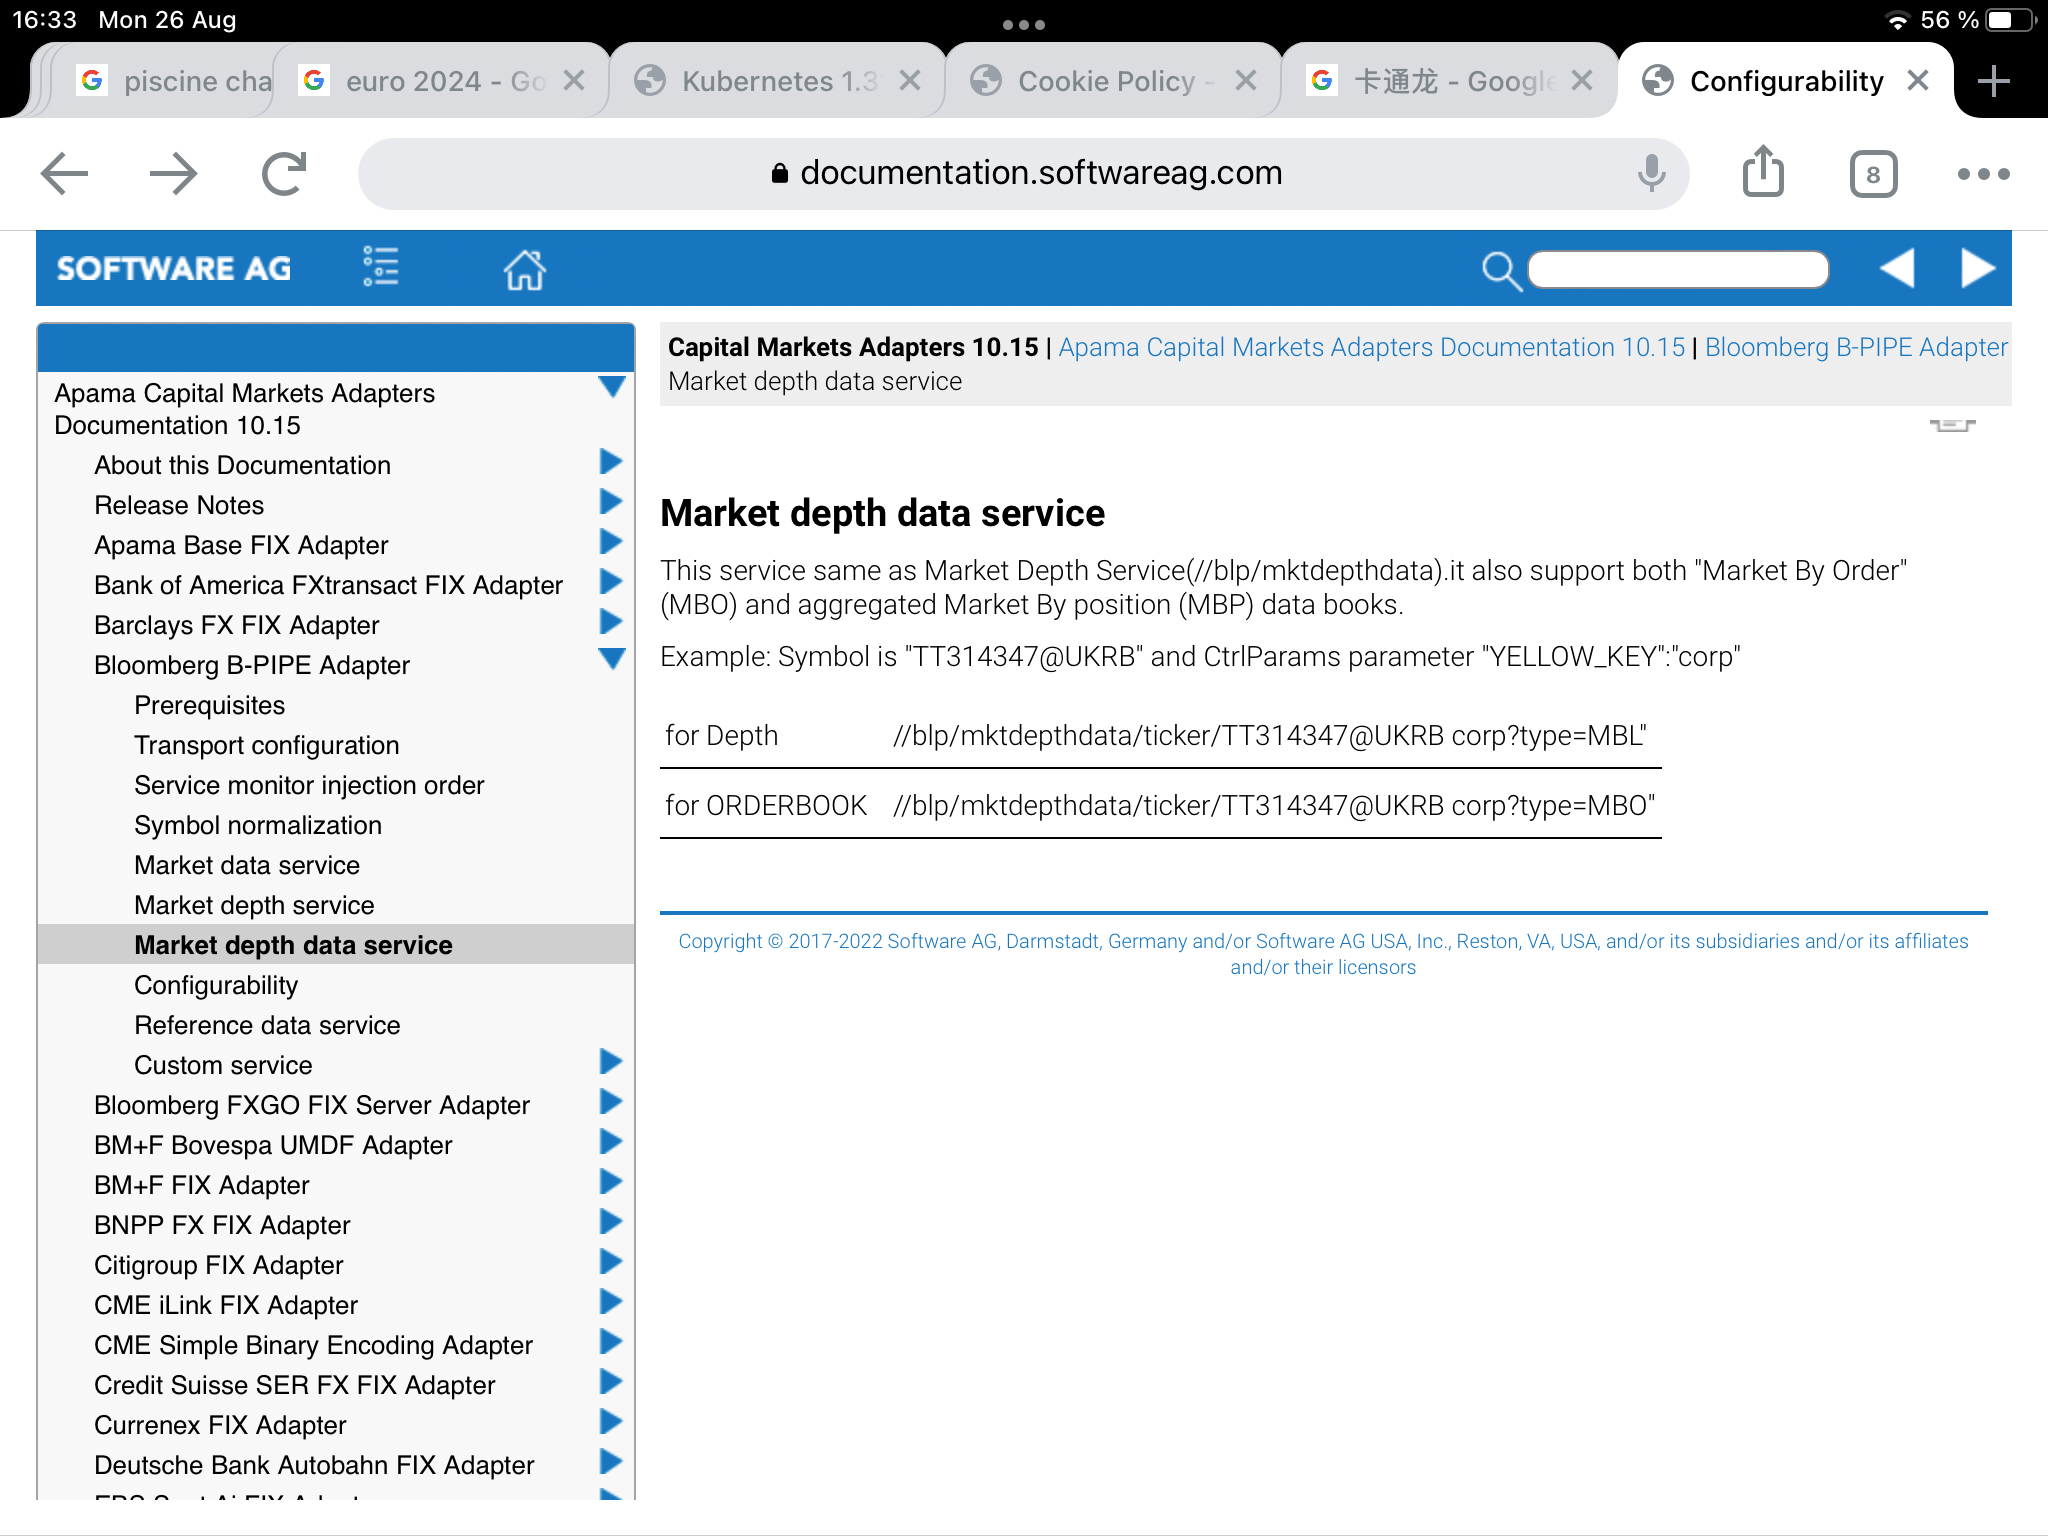 16:33 Mon 26 Aug
56 %
piscine cha
euro 2024 - Go
Kubernetes 1.3
Cookie Policy -
卡通龙 - Google
Configurability
documentation.softwareag.com
8
SOFTWARE AG
Apama Capital Markets Adapters
Documentation 10.15
About this Documentation
Release Notes
Apama Base FIX Adapter
Bank of America FXtransact FIX Adapter
Barclays FX FIX Adapter
Bloomberg B-PIPE Adapter
Prerequisites
Transport configuration
Service monitor injection order
Symbol normalization
Market data service
Market depth service
Market depth data service
Configurability
Reference data service
Custom service
Bloomberg FXGO FIX Server Adapter
BM+F Bovespa UMDF Adapter
BM+F FIX Adapter
BNPP FX FIX Adapter
Citigroup FIX Adapter
CME iLink FIX Adapter
CME Simple Binary Encoding Adapter
Credit Suisse SER FX FIX Adapter
Currenex FIX Adapter
Deutsche Bank Autobahn FIX Adapter
Capital Markets Adapters 10.15 | Apama Capital Markets Adapters Documentation 10.15 | Bloomberg B-PIPE Adapter
Market depth data service
Market depth data service
This service same as Market Depth Service(//blp/mktdepthdata).it also support both "Market By Order"
(MBO) and aggregated Market By position (MBP) data books.
Example: Symbol is "TT314347@UKRB" and CtrlParams parameter "YELLOW_KEY":"corp"
for Depth //blp/mktdepthdata/ticker/TT314347@UKRB corp?type=MBL"
for ORDERBOOK //blp/mktdepthdata/ticker/TT314347@UKRB corp?type=MBO"
Copyright © 2017-2022 Software AG, Darmstadt, Germany and/or Software AG USA, Inc., Reston, VA, USA, and/or its subsidiaries and/or its affiliates
and/or their licensors